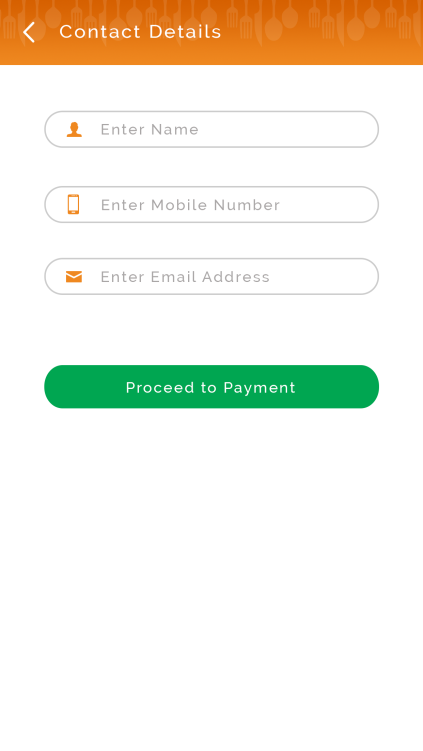 Contact Details
Enter Name
Enter Mobile Number
Enter Email Address
Proceed to Payment